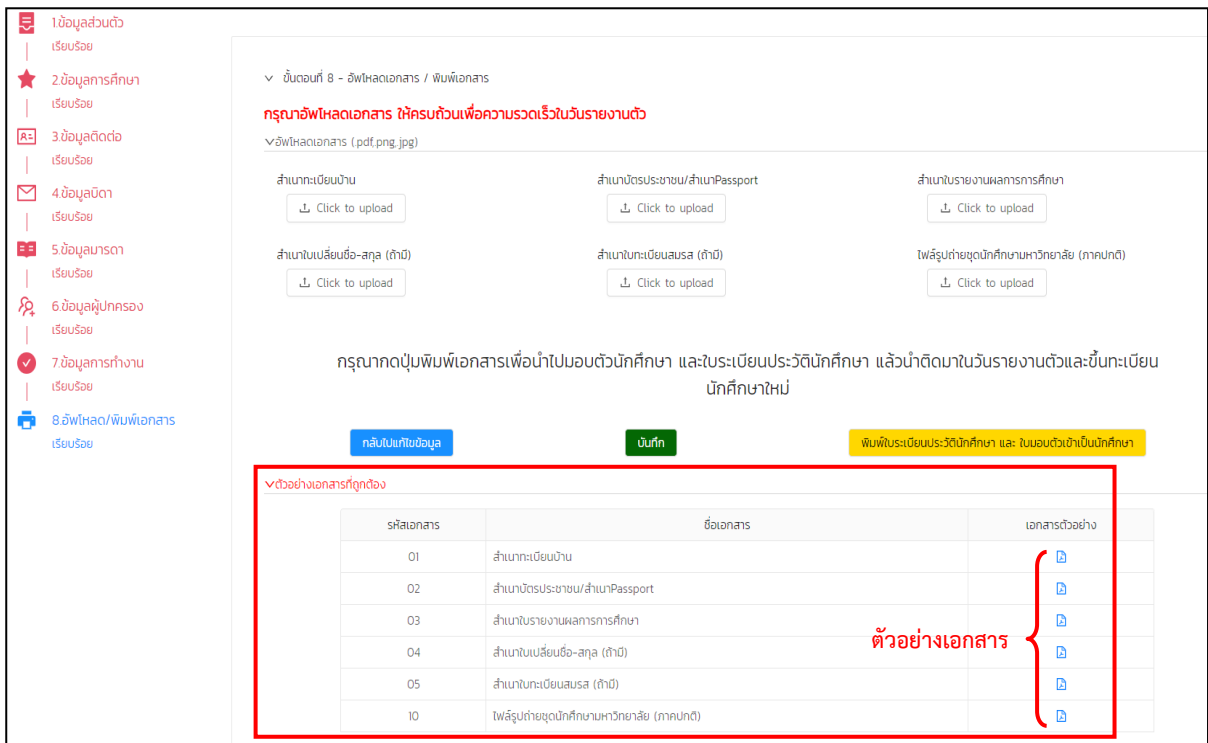 1.ข้อมูลส่วนตัว
เรียบร้อย
2.ข้อมูลการศึกษา
เรียบร้อย
3.ข้อมูลติดต่อ
เรียบร้อย
4.ข้อมูลบิดา
เรียบร้อย
5.ข้อมูลมารดา
เรียบร้อย
6.ข้อมูลผู้ปกครอง
เรียบร้อย
7.ข้อมูลการทำงาน
เรียบร้อย
8.อัพโหลด/พิมพ์เอกสาร
เรียบร้อย
ขั้นตอนที่ 8 - อัพโหลดเอกสาร / พิมพ์เอกสาร
กรุณาอัพโหลดเอกสาร ให้ครบถ้วนเพื่อความรวดเร็วในวันรายงานตัว
อัพโหลดเอกสาร (.pdf,png,jpg)
สำเนาทะเบียนบ้าน สำเนาบัตรประชาชน/สำเนาPassport สำเนาใบรายงานผลการการศึกษา
Click to upload Click to upload Click to upload
สำเนาใบเปลี่ยนชื่อ-สกุล (ถ้ามี) สำเนาใบทะเบียนสมรส (ถ้ามี) ไฟล์รูปถ่ายชุดนักศึกษามหาวิทยาลัย (ภาคปกติ)
Click to upload Click to upload Click to upload
กรุณากดปุ่มพิมพ์เอกสารเพื่อนำไปมอบตัวนักศึกษา และใบระเบียนประวัตินักศึกษา แล้วนำติดมาในวันรายงานตัวและขึ้นทะเบียน
นักศึกษาใหม่
กลับไปแก้ไขข้อมูล บันทึก พิมพ์ใบระเบียนประวัตินักศึกษา และ ใบมอบตัวเข้าเป็นนักศึกษา
ตัวอย่างเอกสารที่ถูกต้อง
รหัสเอกสาร ชื่อเอกสาร เอกสารตัวอย่าง
01 สำเนาทะเบียนบ้าน
02 สำเนาบัตรประชาชน/สำเนาPassport
03 สำเนาใบรายงานผลการการศึกษา
ตัวอย่างเอกสาร
04 สำเนาใบเปลี่ยนชื่อ-สกุล (ถ้ามี)
05 สำเนาใบทะเบียนสมรส (ถ้ามี)
10 ไฟล์รูปถ่ายชุดนักศึกษามหาวิทยาลัย (ภาคปกติ)